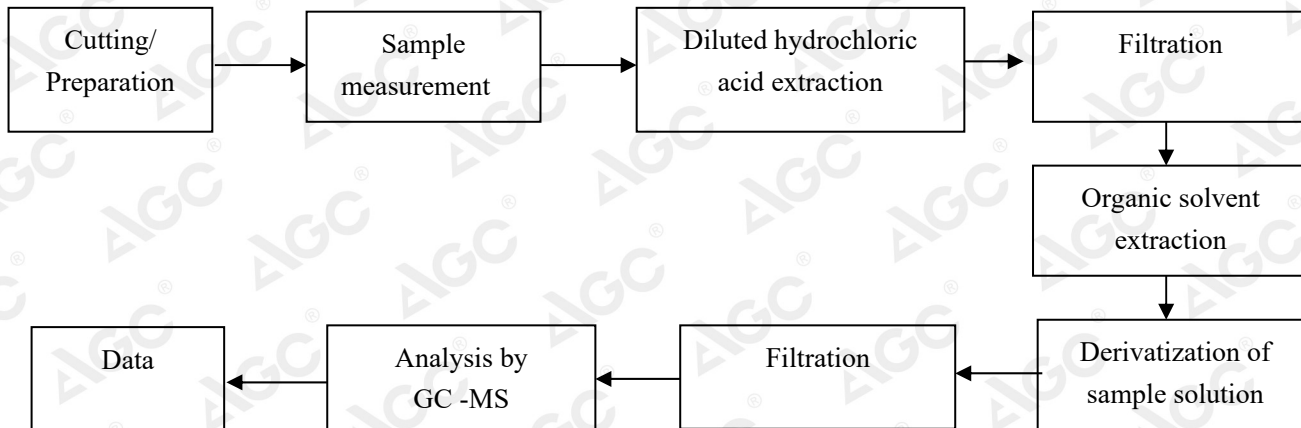 Cutting/
Preparation
Sample
measurement
Diluted hydrochloric
acid extraction
Filtration
Organic solvent
extraction
Derivatization of
sample solution
Filtration
Analysis by
GC -MS
Data
AGC®